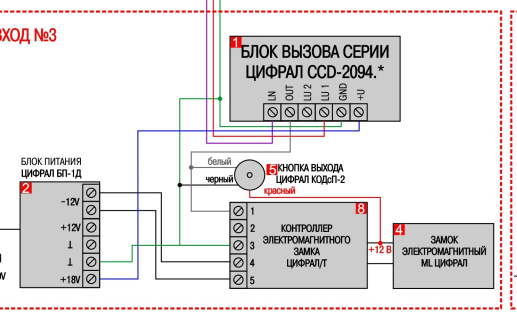 ВХОД №3
1
БЛОК ВЫЗОВА СЕРИИ
ЦИФРАЛ CCD-2094.*
LN
OUT
LU 2
LU 1
GND
+U
БЛОК ПИТАНИЯ
ЦИФРАЛ БП-1Д
2
~12V
+12V
⊥
⊥
+18V
белый
черный
красный
5
КНОПКА ВЫХОДА
ЦИФРАЛ КОДсП-2
8
1
2
3
4
5
КОНТРОЛЛЕР
ЭЛЕКТРОМАГНИТНОГО
ЗАМКА
ЦИФРАЛ/Т
+12 В
4
ЗАМОК
ЭЛЕКТРОМАГНИТНЫЙ
ML ЦИФРАЛ